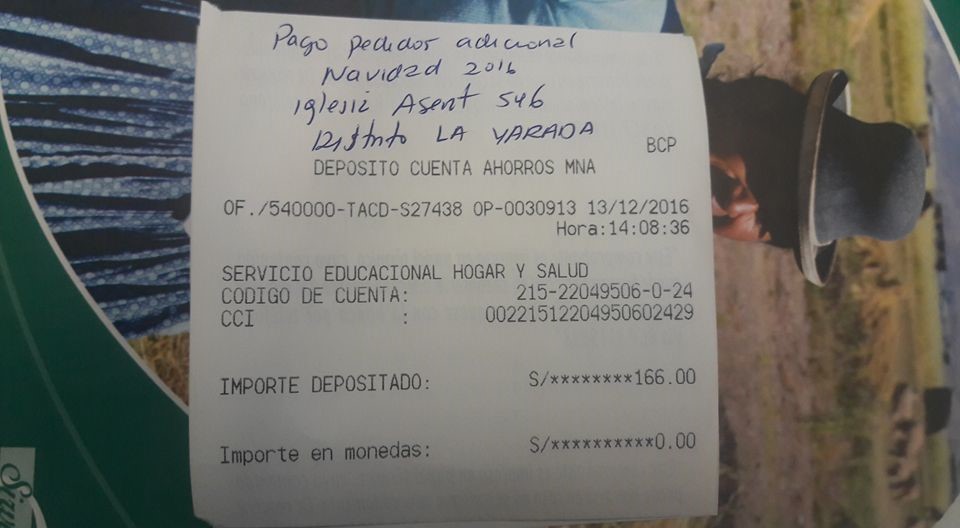 Pago pedidor adicional
Navidad 2016
iglesia Asent 5y6
Distrito LA YARADA
BCP
DEPOSITO CUENTA AHORROS MNA
OF./540000-TACD-S27438 OP-0030913 13/12/2016
Hora:14:08:36
SERVICIO EDUCACIONAL HOGAR Y SALUD
CODIGO DE CUENTA: 215-22049506-0-24
CCI : 00221512204950602429
IMPORTE DEPOSITADO: S/********166.00
Importe en monedas: S/**********0.00